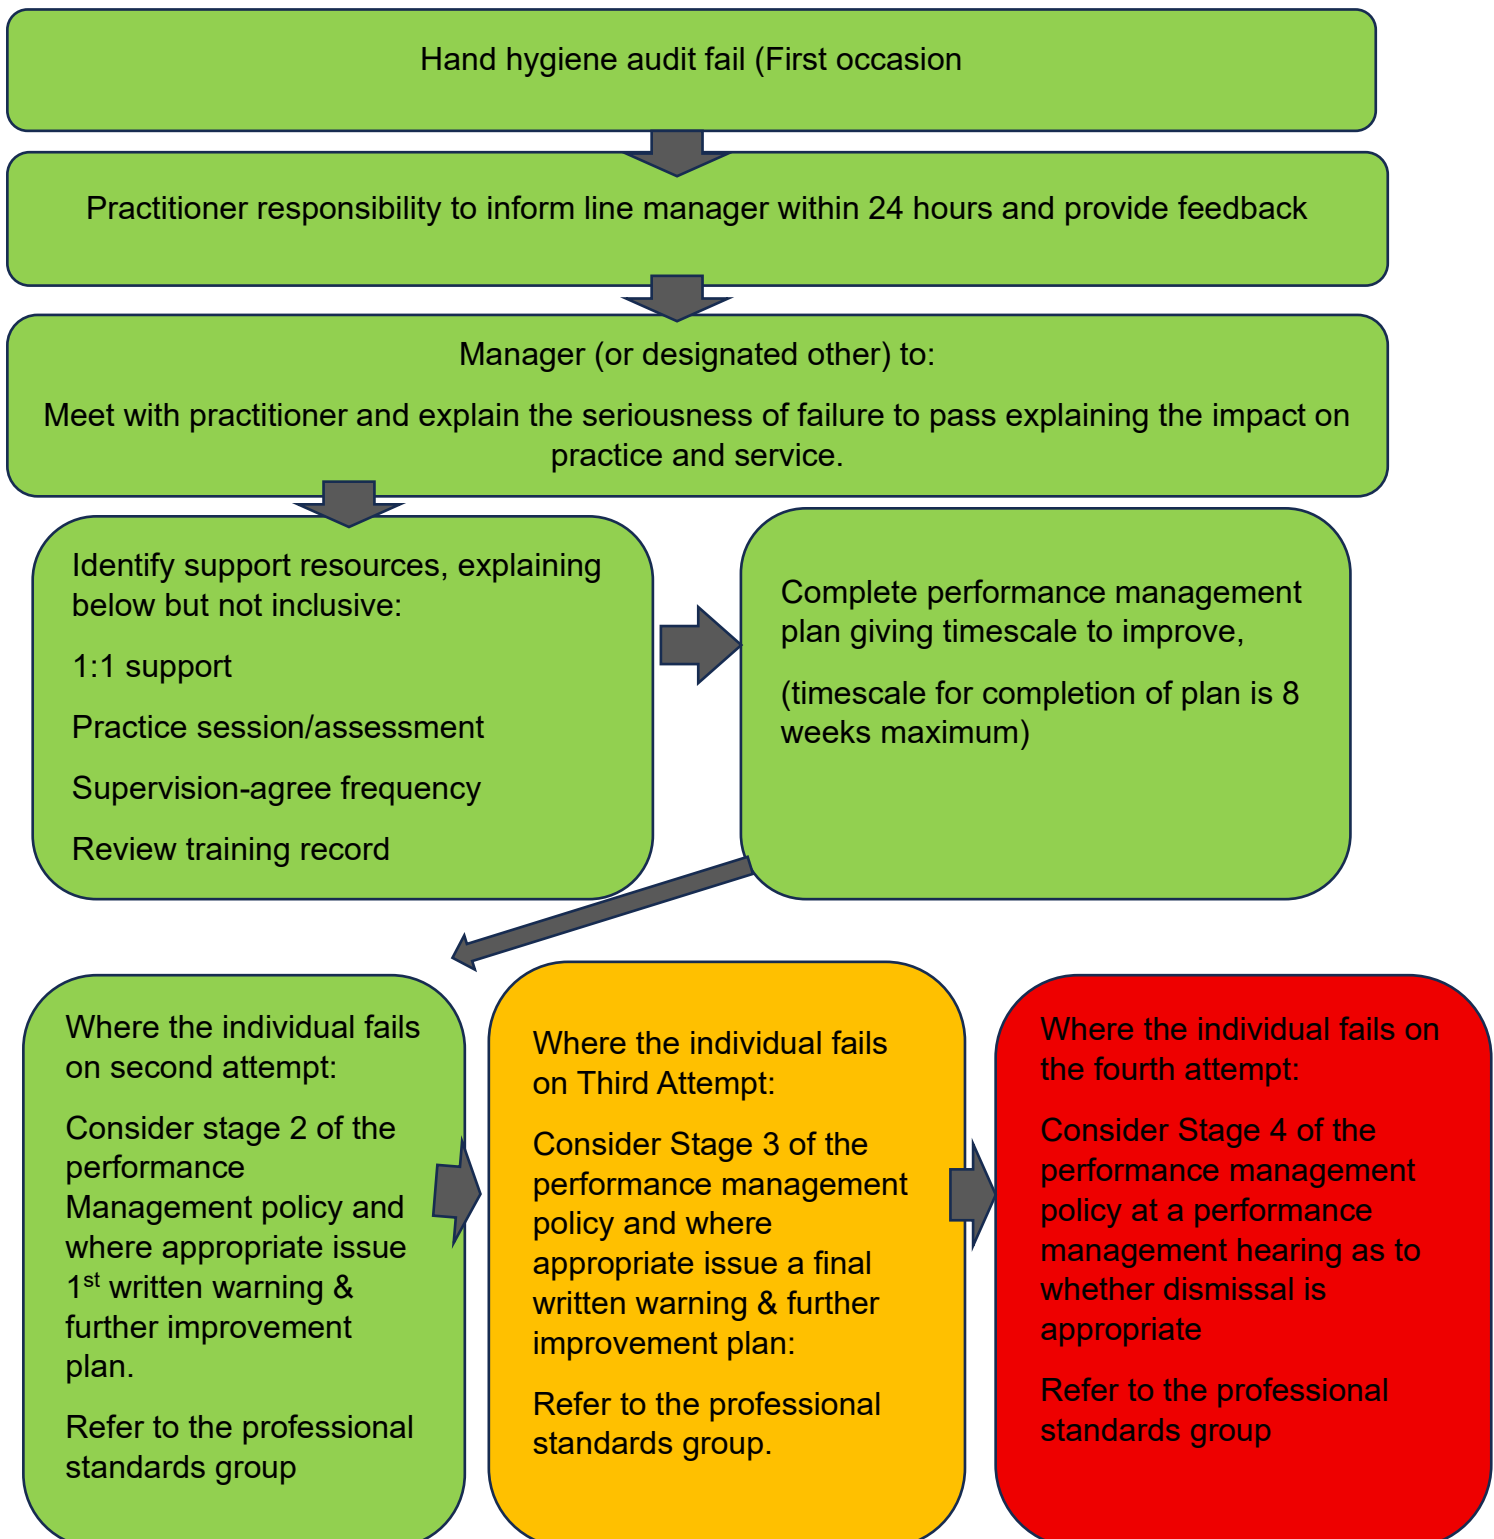 Hand hygiene audit fail (First occasion
Practitioner responsibility to inform line manager within 24 hours and provide feedback
Manager (or designated other) to:
Meet with practitioner and explain the seriousness of failure to pass explaining the impact on
practice and service.
Identify support resources, explaining
below but not inclusive:
1:1 support
Practice session/assessment
Supervision-agree frequency
Review training record
Complete performance management
plan giving timescale to improve,
(timescale for completion of plan is 8
weeks maximum)
Where the individual fails
on second attempt:
Consider stage 2 of the
performance
Management policy and
where appropriate issue
1st written warning &
further improvement
plan.
Refer to the professional
standards group
Where the individual fails
on Third Attempt:
Consider Stage 3 of the
performance management
policy and where
appropriate issue a final
written warning & further
improvement plan:
Refer to the professional
standards group.
Where the individual fails on
the fourth attempt:
Consider Stage 4 of the
performance management
policy at a performance
management hearing as to
whether dismissal is
appropriate
Refer to the professional
standards group